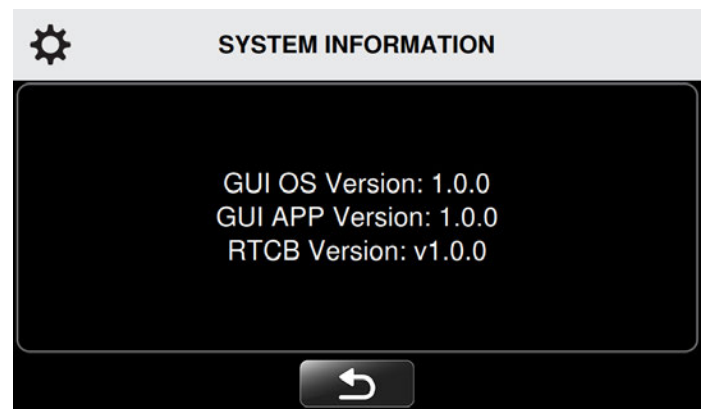 SYSTEM INFORMATION
GUI OS Version: 1.0.0
GUI APP Version: 1.0.0
RTCB Version: v1.0.0